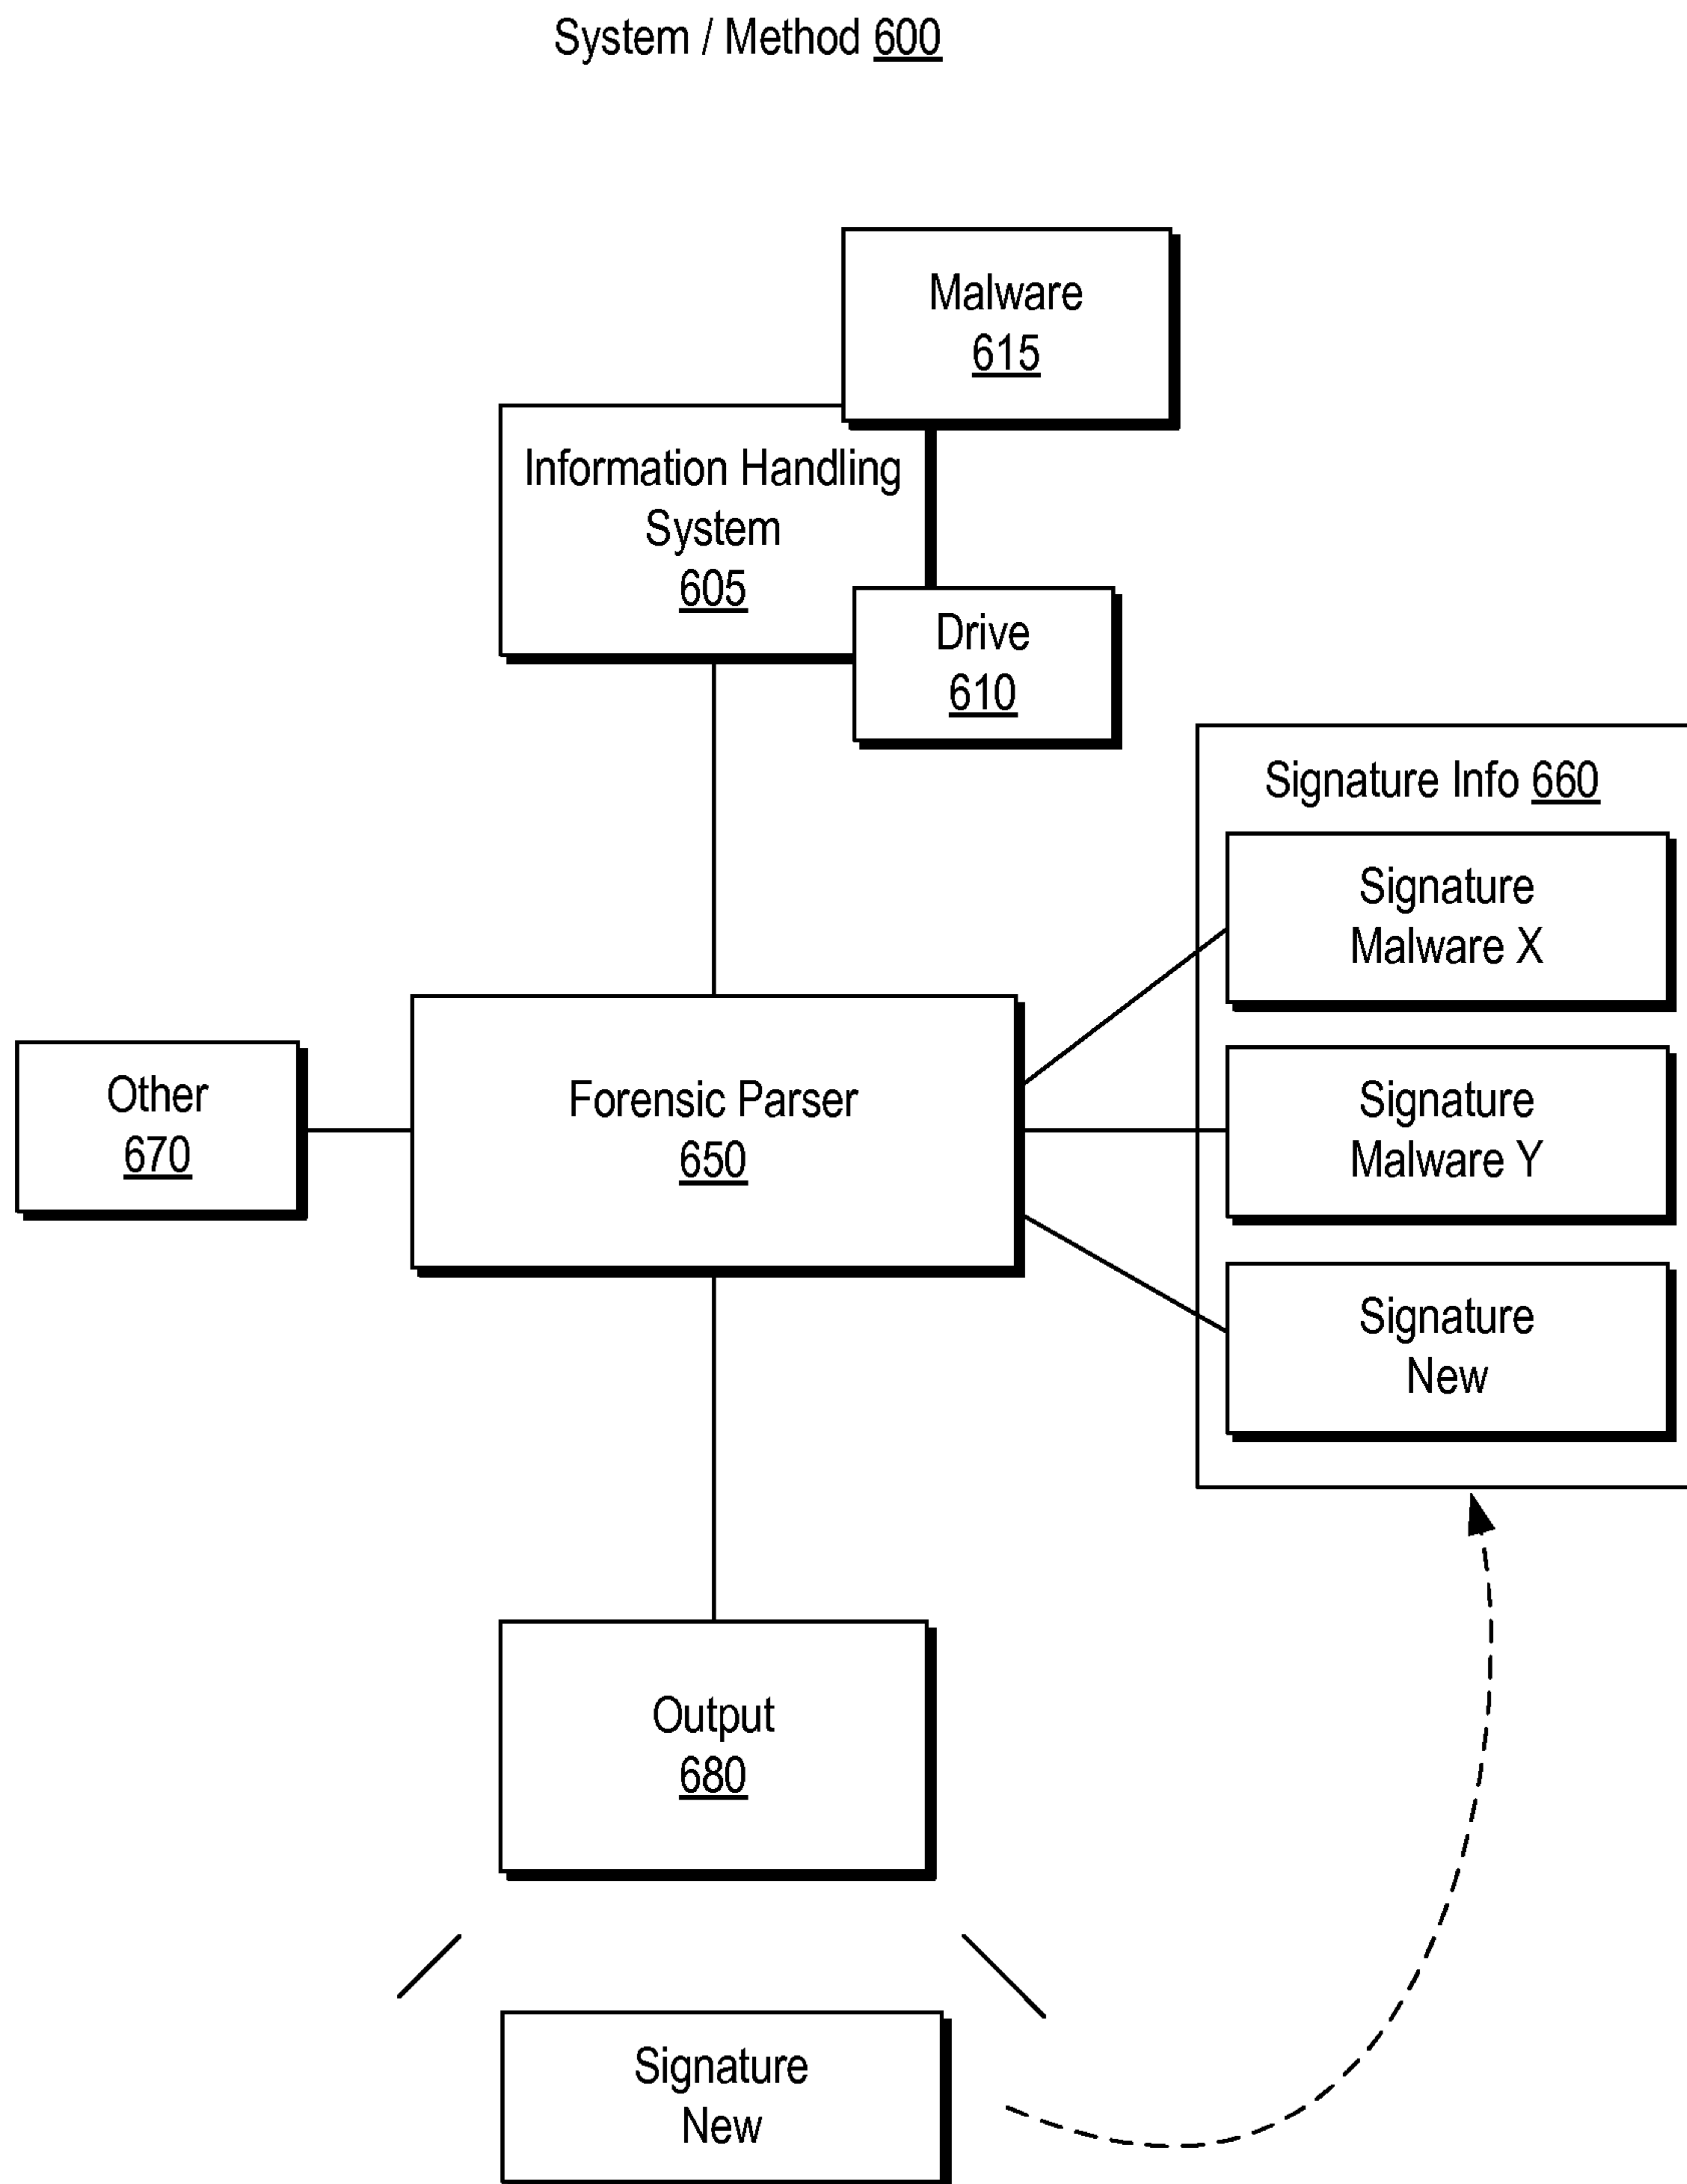 System / Method 600
Malware
615
Information Handling
System
605
Drive
610
Signature Info 660
Signature
Malware X
Other
670
Forensic Parser
650
Signature
Malware Y
Signature
New
Output
680
Signature
New